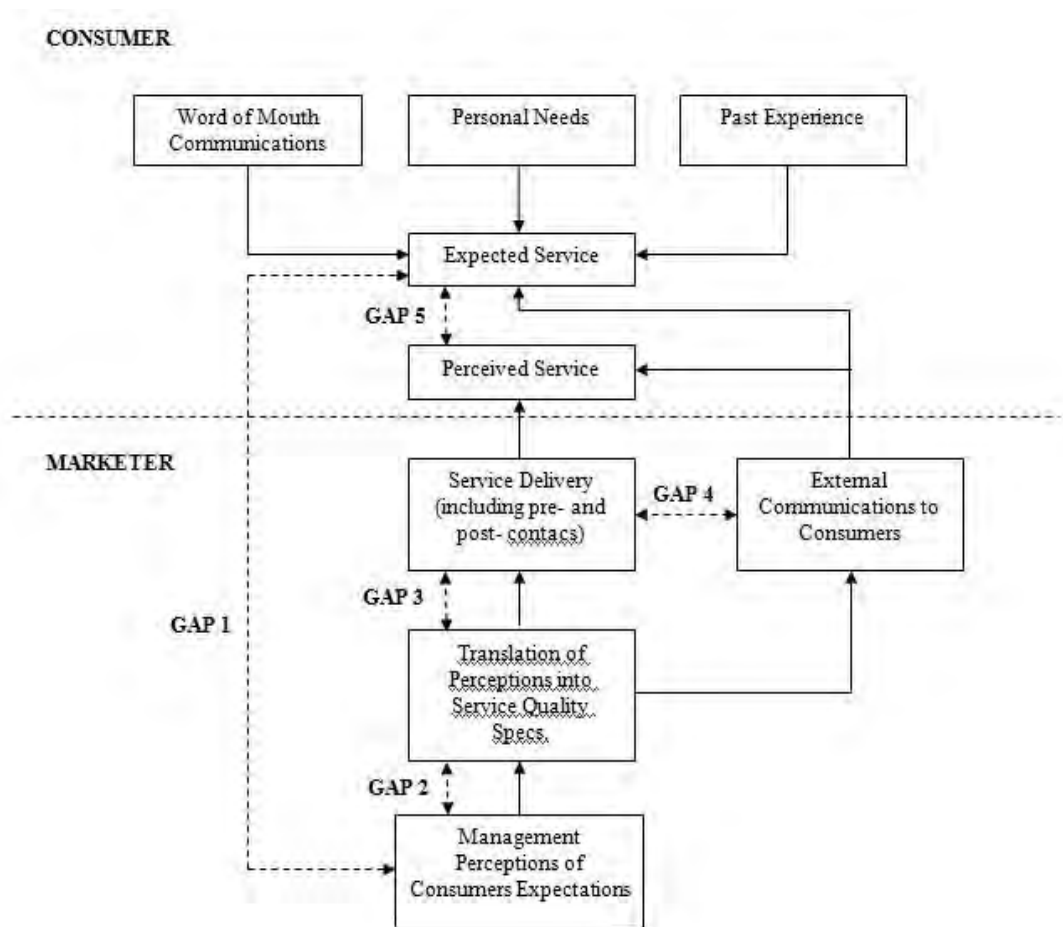 CONSUMER
Word of Mouth
Communications
Personal Needs
Past Experience
Expected Service
GAP 5
Perceived Service
MARKETER
Service Delivery
(including pre- and
post- contacs)
GAP 4
External
Communications to
Consumers
GAP 3
GAP 1
Translation of
Perceptions into
Service Quality
Specs.
GAP 2
Management
Perceptions of
Consumers Expectations